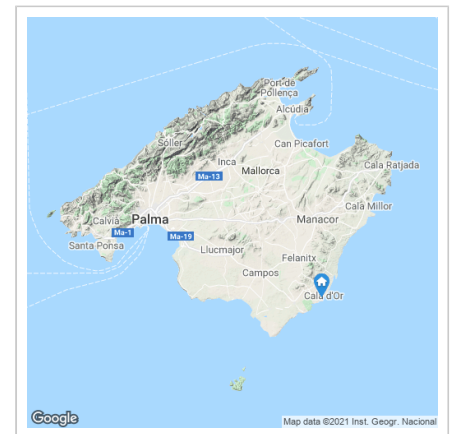 Port de
Pollença
Alcúdia
Sóller
Can Picafort
Inca
Cala Ratjada
Mallorca
Ma-13
Cala Millor
Calvià
Palma
Manacor
Ma-1
Ma-19
Santa Ponsa
Llucmajor
Felanitx
Campos
Cala d'Or
Google
Map data ©2021 Inst. Geogr. Nacional